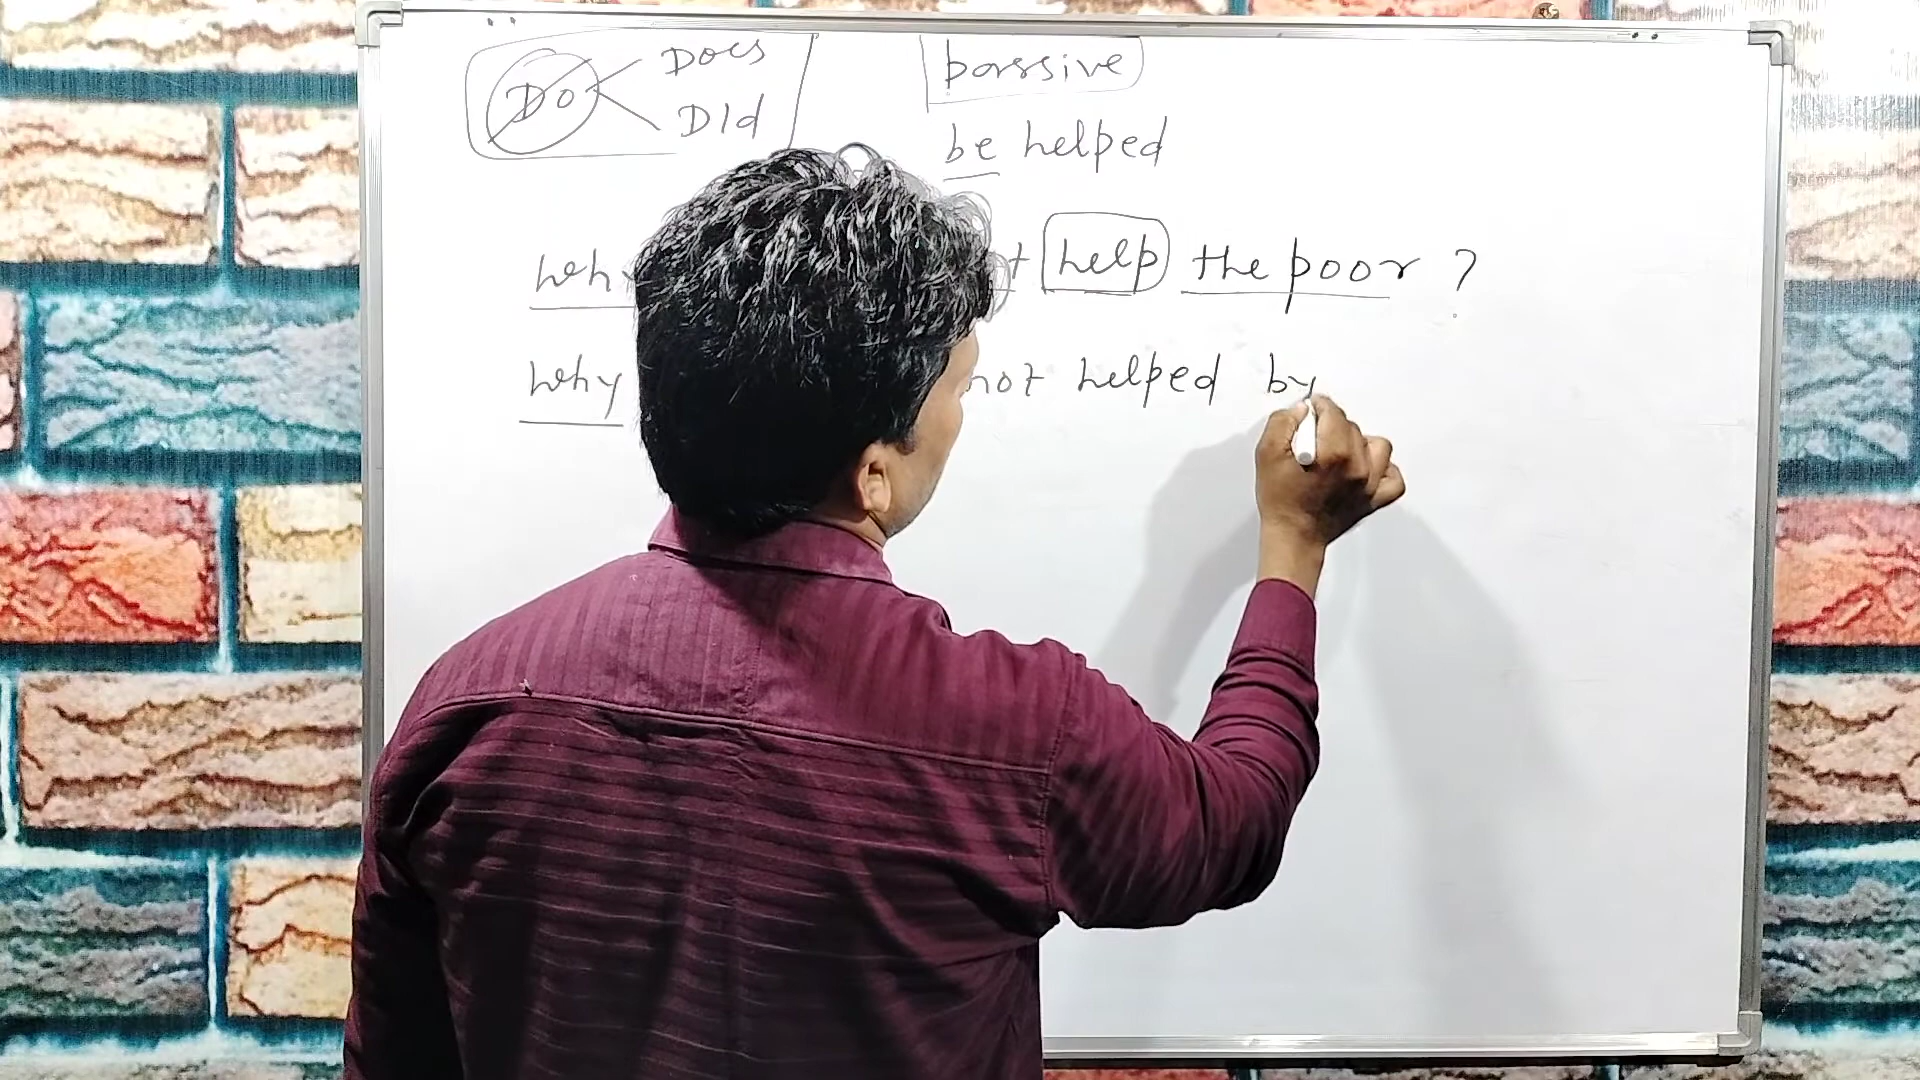 Do Does
Did
passive
be helped
why help the poor ?
why not helped by